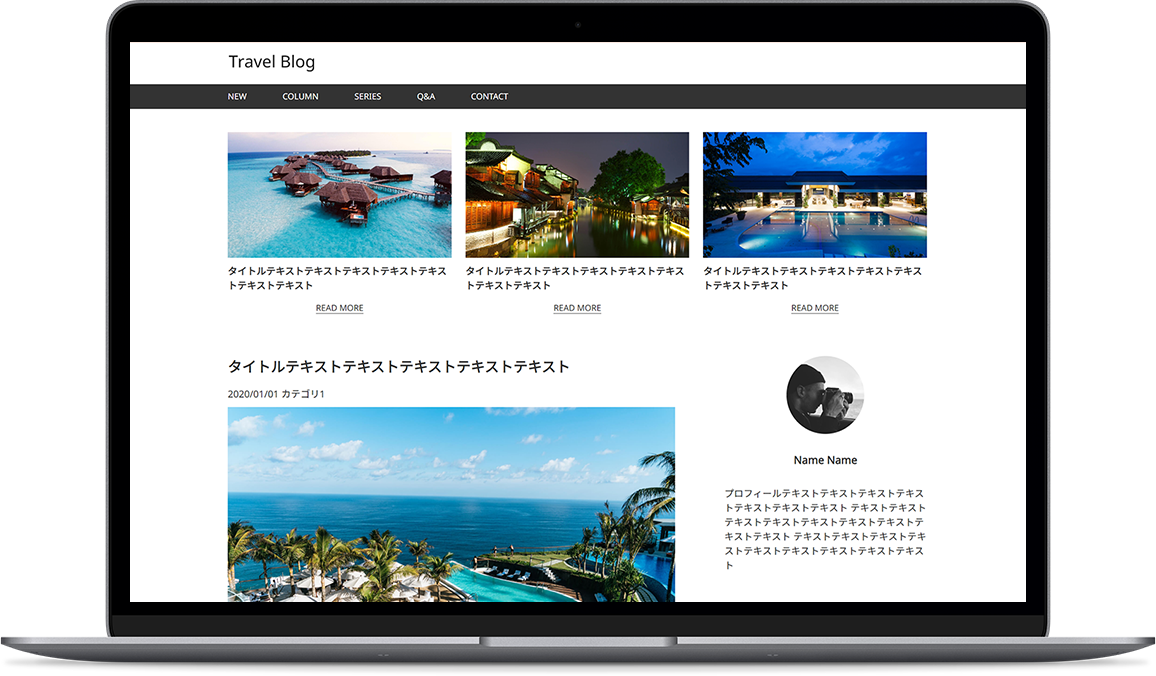 Travel Blog
NEW COLUMN SERIES Q&A CONTACT
タイトルテキストテキストテキストテキストテキス
トテキストテキスト
READ MORE
タイトルテキストテキストテキストテキストテキス
トテキストテキスト
READ MORE
タイトルテキストテキストテキストテキストテキス
トテキストテキスト
READ MORE
タイトルテキストテキストテキストテキストテキスト
2020/01/01 カテゴリ1
Name Name
プロフィールテキストテキストテキストテキス
トテキストテキストテキスト テキストテキスト
テキストテキストテキストテキストテキストテ
キストテキスト テキストテキストテキストテキ
ストテキストテキストテキストテキストテキス
ト